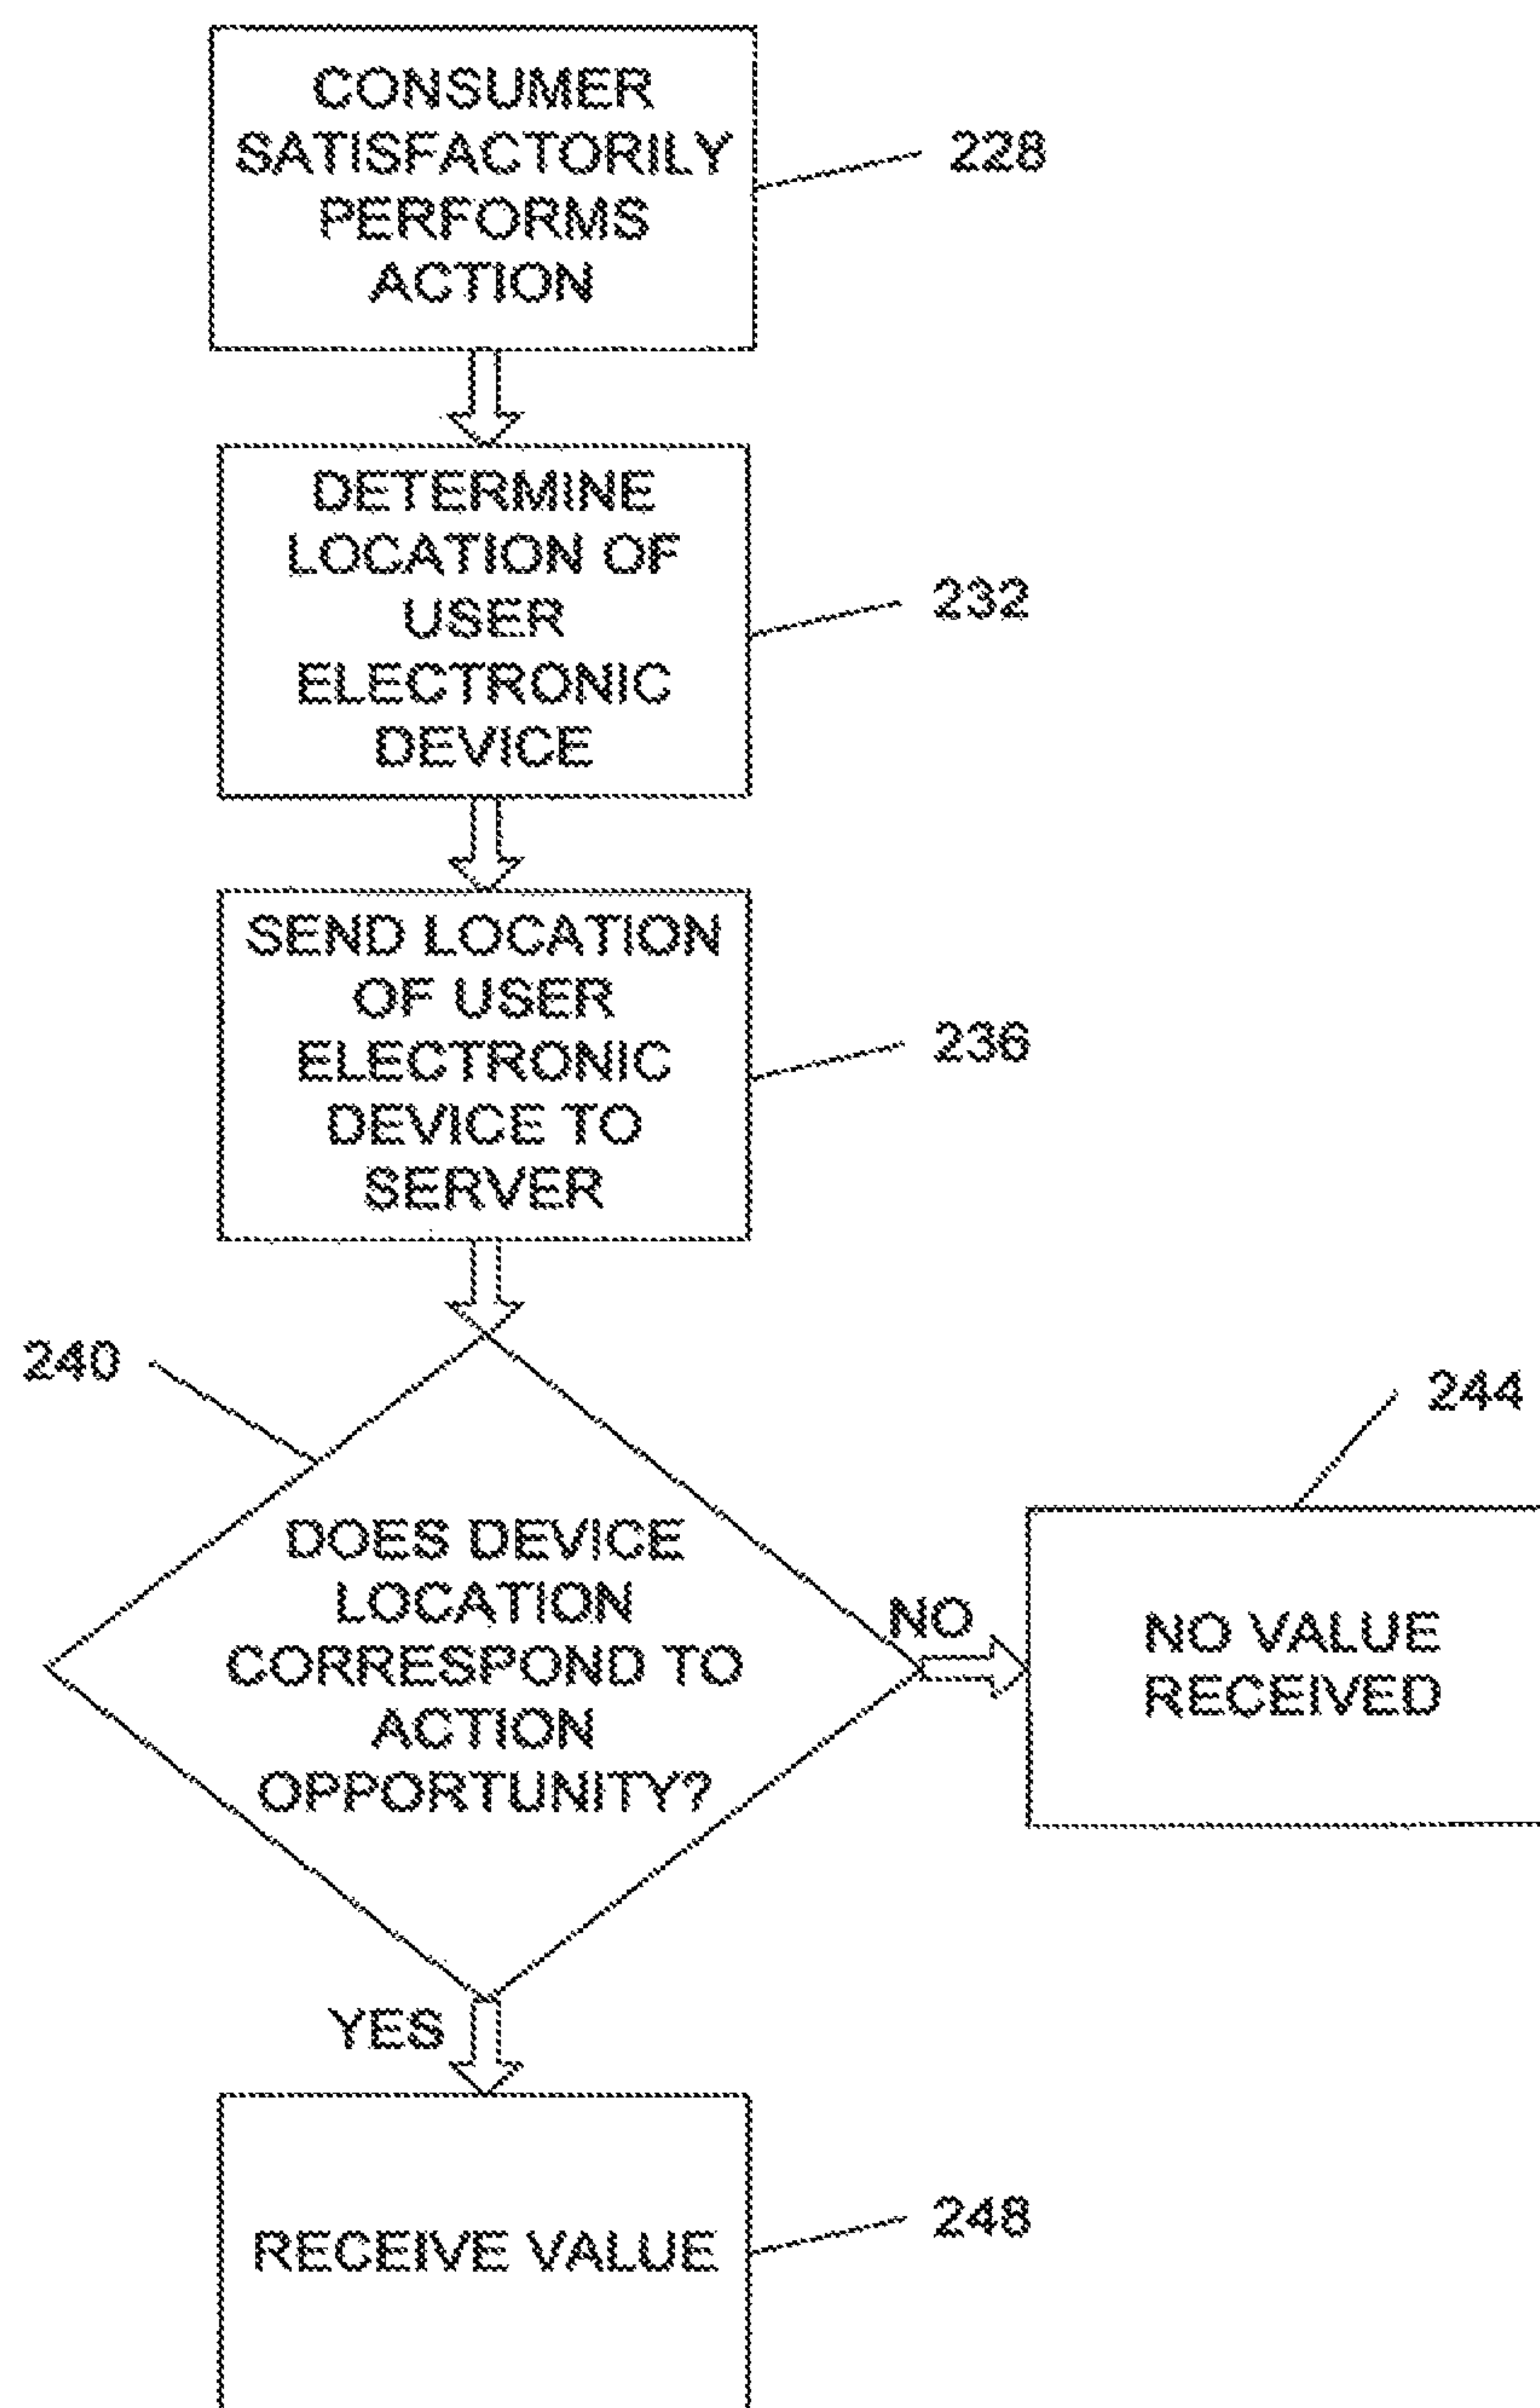 CONSUMER
SATISFACTORILY
PERFORMS
ACTION
228
DETERMINE
LOCATION OF
USER
ELECTRONIC
DEVICE
232
SEND LOCATION
OF USER
ELECTRONIC
DEVICE TO
SERVER
236
240
DOES DEVICE
LOCATION
CORRESPOND TO
ACTION
OPPORTUNITY?
NO
244
NO VALUE
RECEIVED
YES
RECEIVE VALUE
248